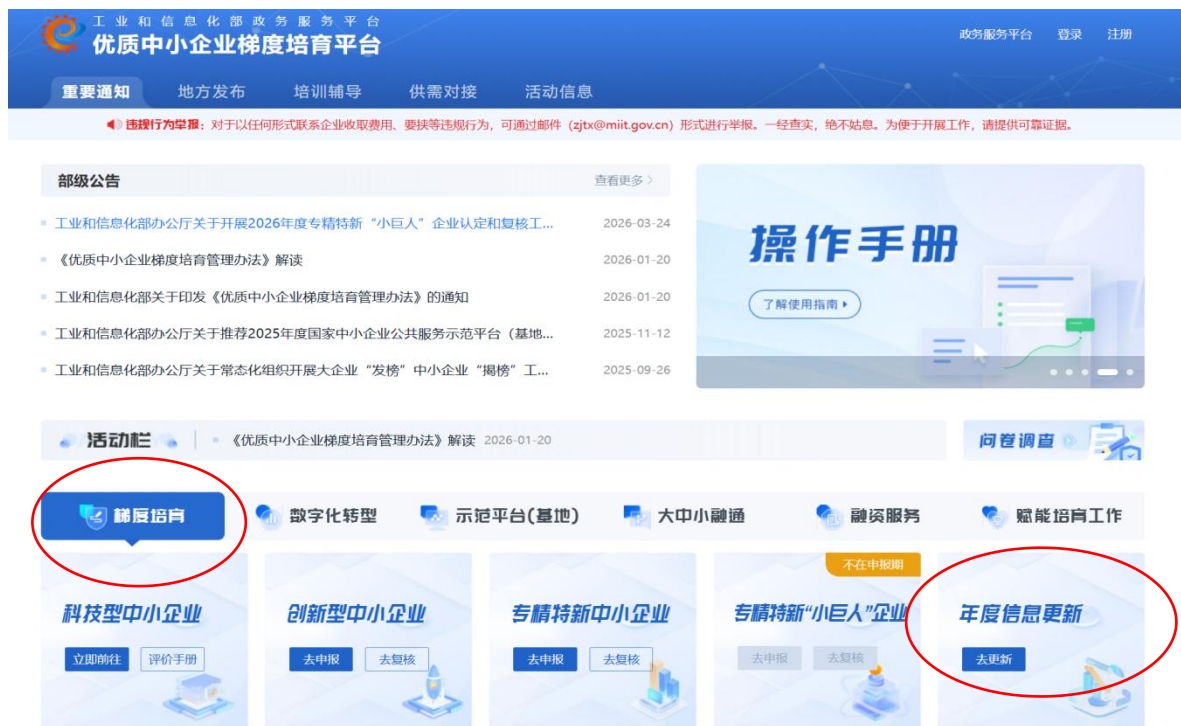 工业和信息化部政务服务平台
优质中小企业梯度培育平台
政务服务平台 登录 注册
重要通知 地方发布 培训辅导 供需对接 活动信息
违规行为举报：对于以任何形式联系企业收取费用、要挟等违规行为，可通过邮件（zjtx@miit.gov.cn）形式进行举报。一经查实，绝不姑息。为便于开展工作，请提供可靠证据。
部级公告 查看更多〉
工业和信息化部办公厅关于开展2026年度专精特新“小巨人”企业认定和复核工... 2026-03-24
《优质中小企业梯度培育管理办法》解读 2026-01-20
工业和信息化部关于印发《优质中小企业梯度培育管理办法》的通知 2026-01-20
工业和信息化部办公厅关于推荐2025年度国家中小企业公共服务示范平台（基地... 2025-11-12
工业和信息化部办公厅关于常态化组织开展大企业“发榜”中小企业“揭榜”工... 2025-09-26
操作手册
了解使用指南
活动栏 《优质中小企业梯度培育管理办法》解读 2026-01-20
问卷调查
梯度培育 数字化转型 示范平台(基地) 大中小融通 融资服务 赋能培育工作
不在申报期
科技型中小企业 创新型中小企业 专精特新中小企业 专精特新“小巨人”企业 年度信息更新
立即前往 评价手册 去申报 去复核 去申报 去复核 去申报 去复核 去更新